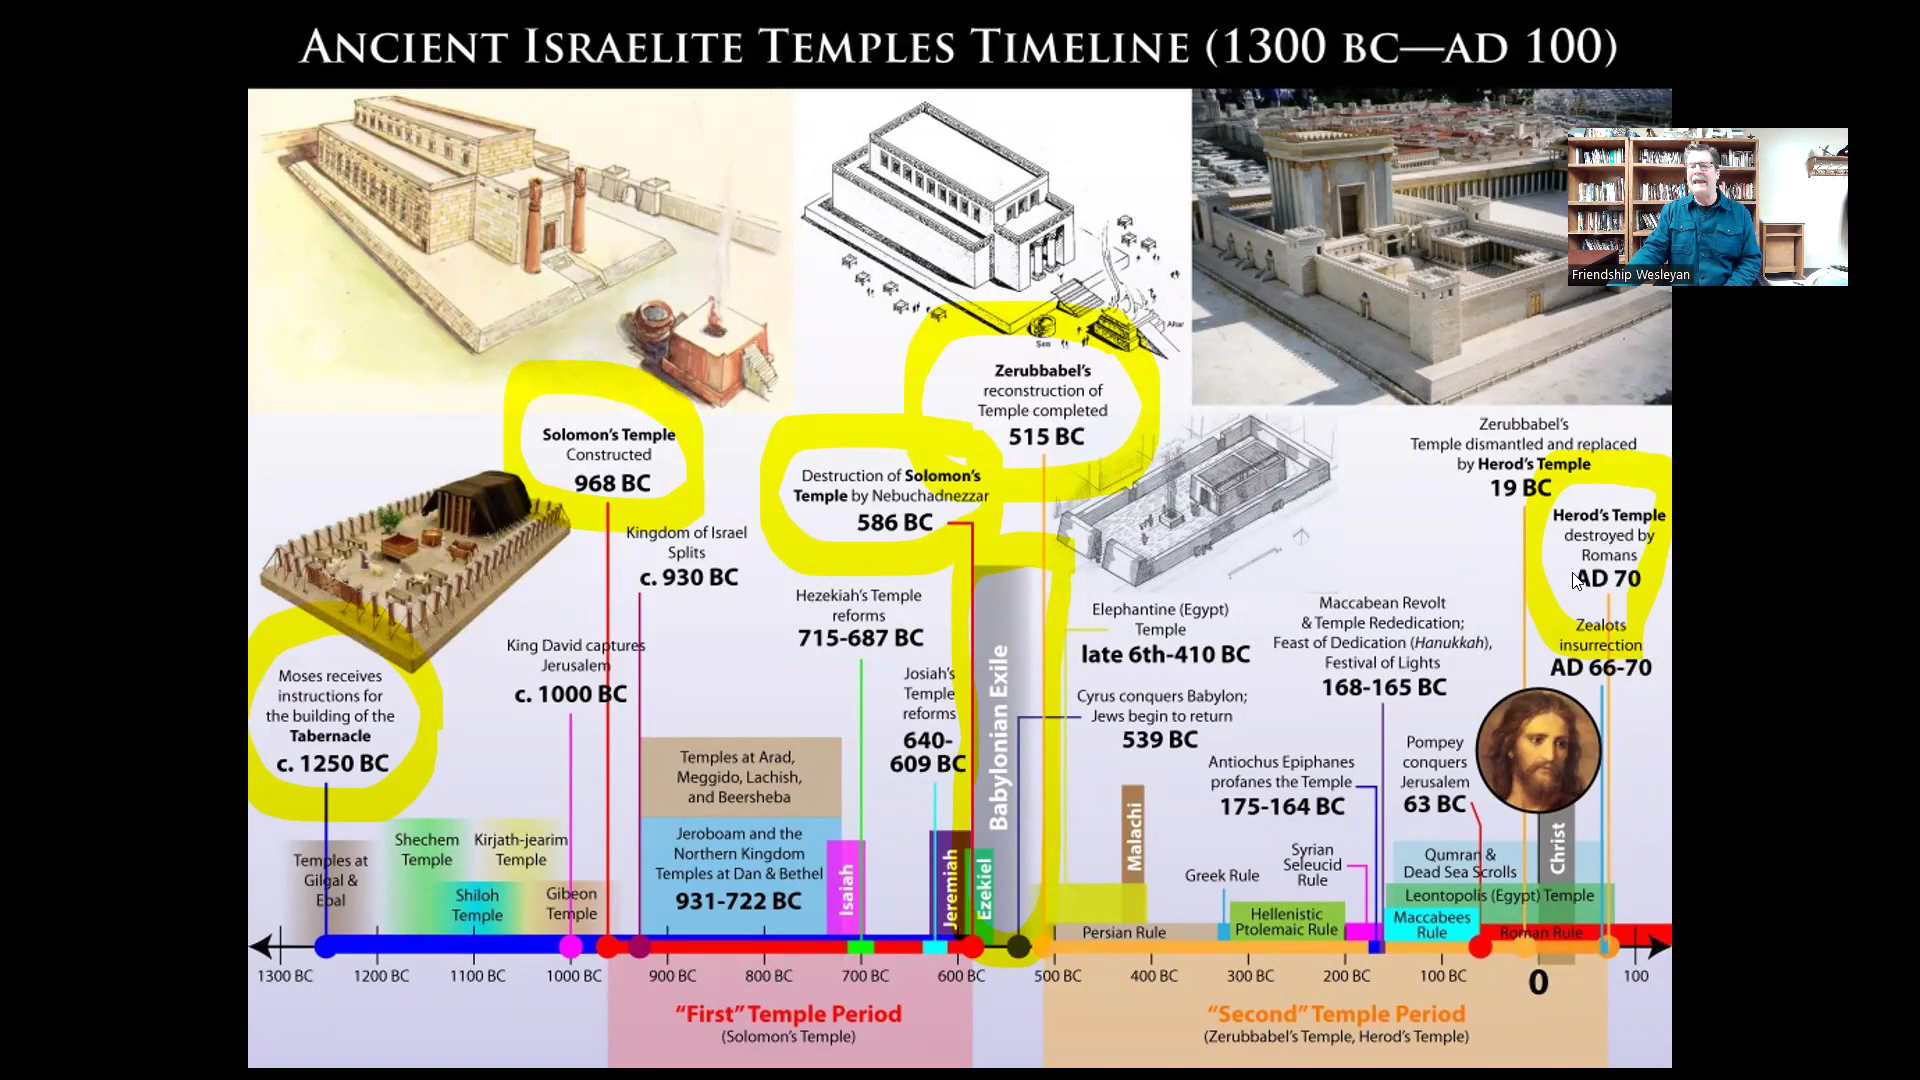 ANCIENT ISRAELITE TEMPLES TIMELINE (1300 BC—AD 100)
Friendship Wesleyan
Altar
Sea
Solomon's Temple
Constructed
968 BC
Zerubbabel's
reconstruction of
Temple completed
515 BC
Destruction of Solomon's
Temple by Nebuchadnezzar
586 BC
Zerubbabel's
Temple dismantled and replaced
by Herod's Temple
19 BC
Herod's Temple
destroyed by
Romans
AD 70
Zealots
insurrection
AD 66-70
Kingdom of Israel
Splits
c. 930 BC
Hezekiah's Temple
reforms
715-687 BC
King David captures
Jerusalem
c. 1000 BC
Moses receives
instructions for
the building of the
Tabernacle
c. 1250 BC
Josiah's
Temple
reforms
640-
609 BC
Babylonian Exile
Elephantine (Egypt)
Temple
late 6th-410 BC
Cyrus conquers Babylon;
Jews begin to return
539 BC
Maccabean Revolt
& Temple Rededication;
Feast of Dedication (Hanukkah),
Festival of Lights
168-165 BC
Antiochus Epiphanes
profanes the Temple
175-164 BC
Pompey
conquers
Jerusalem
63 BC
Temples at
Gilgal &
Ebal
Shechem
Temple
Kirjath-jearim
Temple
Shiloh
Temple
Gibeon
Temple
Temples at Arad,
Meggido, Lachish,
and Beersheba
Jeroboam and the
Northern Kingdom
Temples at Dan & Bethel
931-722 BC
Isaiah
Jeremiah
Ezekiel
Malachi
Christ
Persian Rule
Greek Rule
Hellenistic
Ptolemaic Rule
Syrian
Seleucid
Rule
Qumran &
Dead Sea Scrolls
Leontopolis (Egypt) Temple
Maccabees
Rule
Roman Rule
1300 BC 1200 BC 1100 BC 1000 BC 900 BC 800 BC 700 BC 600 BC 500 BC 400 BC 300 BC 200 BC 100 BC 0 100
"First" Temple Period
(Solomon's Temple)
"Second" Temple Period
(Zerubbabel's Temple, Herod's Temple)